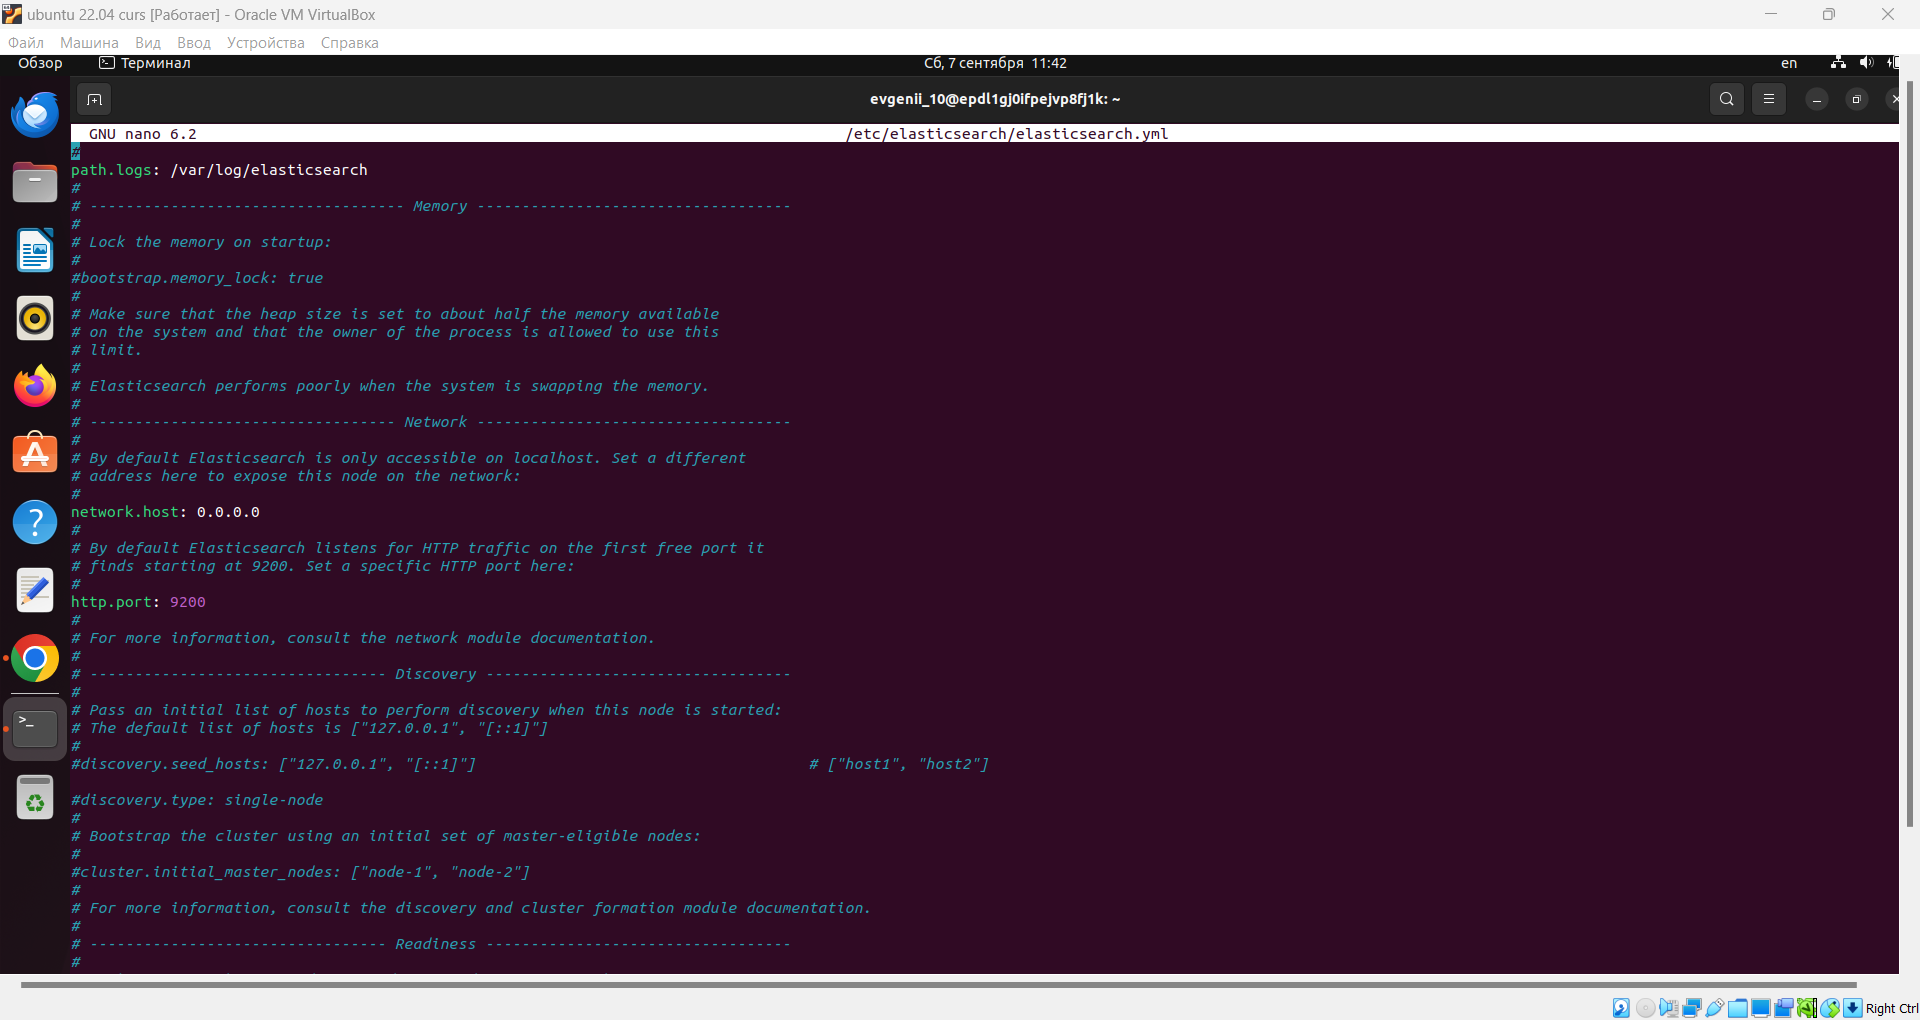 ubuntu 22.04 curs [Работает] - Oracle VM VirtualBox
Файл Машина Вид Ввод Устройства Справка
Обзор Терминал Сб, 7 сентября 11:42 en
evgenii_10@epdl1gj0ifpejvp8fj1k: ~
GNU nano 6.2 /etc/elasticsearch/elasticsearch.yml
#
path.logs: /var/log/elasticsearch
#
# ----------------------------------- Memory -----------------------------------
#
# Lock the memory on startup:
#
#bootstrap.memory_lock: true
#
# Make sure that the heap size is set to about half the memory available
# on the system and that the owner of the process is allowed to use this
# limit.
#
# Elasticsearch performs poorly when the system is swapping the memory.
#
# ---------------------------------- Network -----------------------------------
#
# By default Elasticsearch is only accessible on localhost. Set a different
# address here to expose this node on the network:
#
network.host: 0.0.0.0
#
# By default Elasticsearch listens for HTTP traffic on the first free port it
# finds starting at 9200. Set a specific HTTP port here:
#
http.port: 9200
#
# For more information, consult the network module documentation.
#
# --------------------------------- Discovery ----------------------------------
#
# Pass an initial list of hosts to perform discovery when this node is started:
# The default list of hosts is ["127.0.0.1", "[::1]"]
#
#discovery.seed_hosts: ["127.0.0.1", "[::1]"] # ["host1", "host2"]
#discovery.type: single-node
#
# Bootstrap the cluster using an initial set of master-eligible nodes:
#
#cluster.initial_master_nodes: ["node-1", "node-2"]
#
# For more information, consult the discovery and cluster formation module documentation.
#
# --------------------------------- Readiness ----------------------------------
#
Right Ctrl